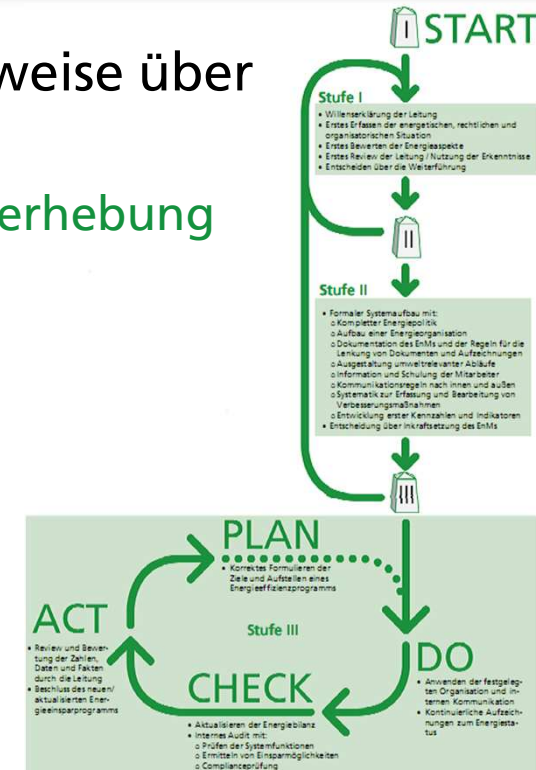 weise über
erhebung
I START
Stufe I
• Willenserklärung der Leitung
• Erstes Erfassen der energetischen, rechtlichen und
organisatorischen Situation
• Erstes Bewerten der Energieaspekte
• Erstes Review der Leitung / Nutzung der Erkenntnisse
• Entscheiden über die Weiterführung
II
Stufe II
• Formaler Systemaufbau mit:
o Kompletter Energiepolitik
o Aufbau einer Energieorganisation
o Dokumentation des EnMs und der Regeln für die
Lenkung von Dokumenten und Aufzeichnungen
o Ausgestaltung umweltrelevanter Abläufe
o Information und Schulung der Mitarbeiter
o Kommunikationsregeln nach innen und außen
o Systematik zur Erfassung und Bearbeitung von
Verbesserungsmaßnahmen
o Entwicklung erster Kennzahlen und Indikatoren
• Entscheidung über Inkraftsetzung des EnMs
III
PLAN
• Korrektes Formulieren der
Ziele und Aufstellen eines
Energieeffizienzprogramms
Stufe III
ACT
• Review und Bewer-
tung der Zahlen,
Daten und Fakten
durch die Leitung
• Beschluss des neuen/
aktualisierten Ener-
gieeinsparprogramms
DO
• Anwenden der festgeleg-
ten Organisation und in-
ternen Kommunikation
• Kontinuierliche Aufzeich-
nungen zum Energiesta-
tus
CHECK
• Aktualisieren der Energiebilanz
• Internes Audit mit:
o Prüfen der Systemfunktionen
o Ermitteln von Einsparmöglichkeiten
o Complianceprüfung